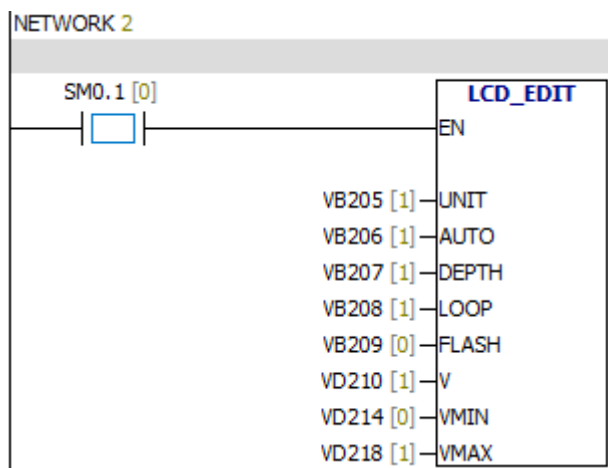 NETWORK 2
SM0.1 [0]
LCD_EDIT
EN
VB205 [1] UNIT
VB206 [1] AUTO
VB207 [1] DEPTH
VB208 [1] LOOP
VB209 [0] FLASH
VD210 [1] V
VD214 [0] VMIN
VD218 [1] VMAX